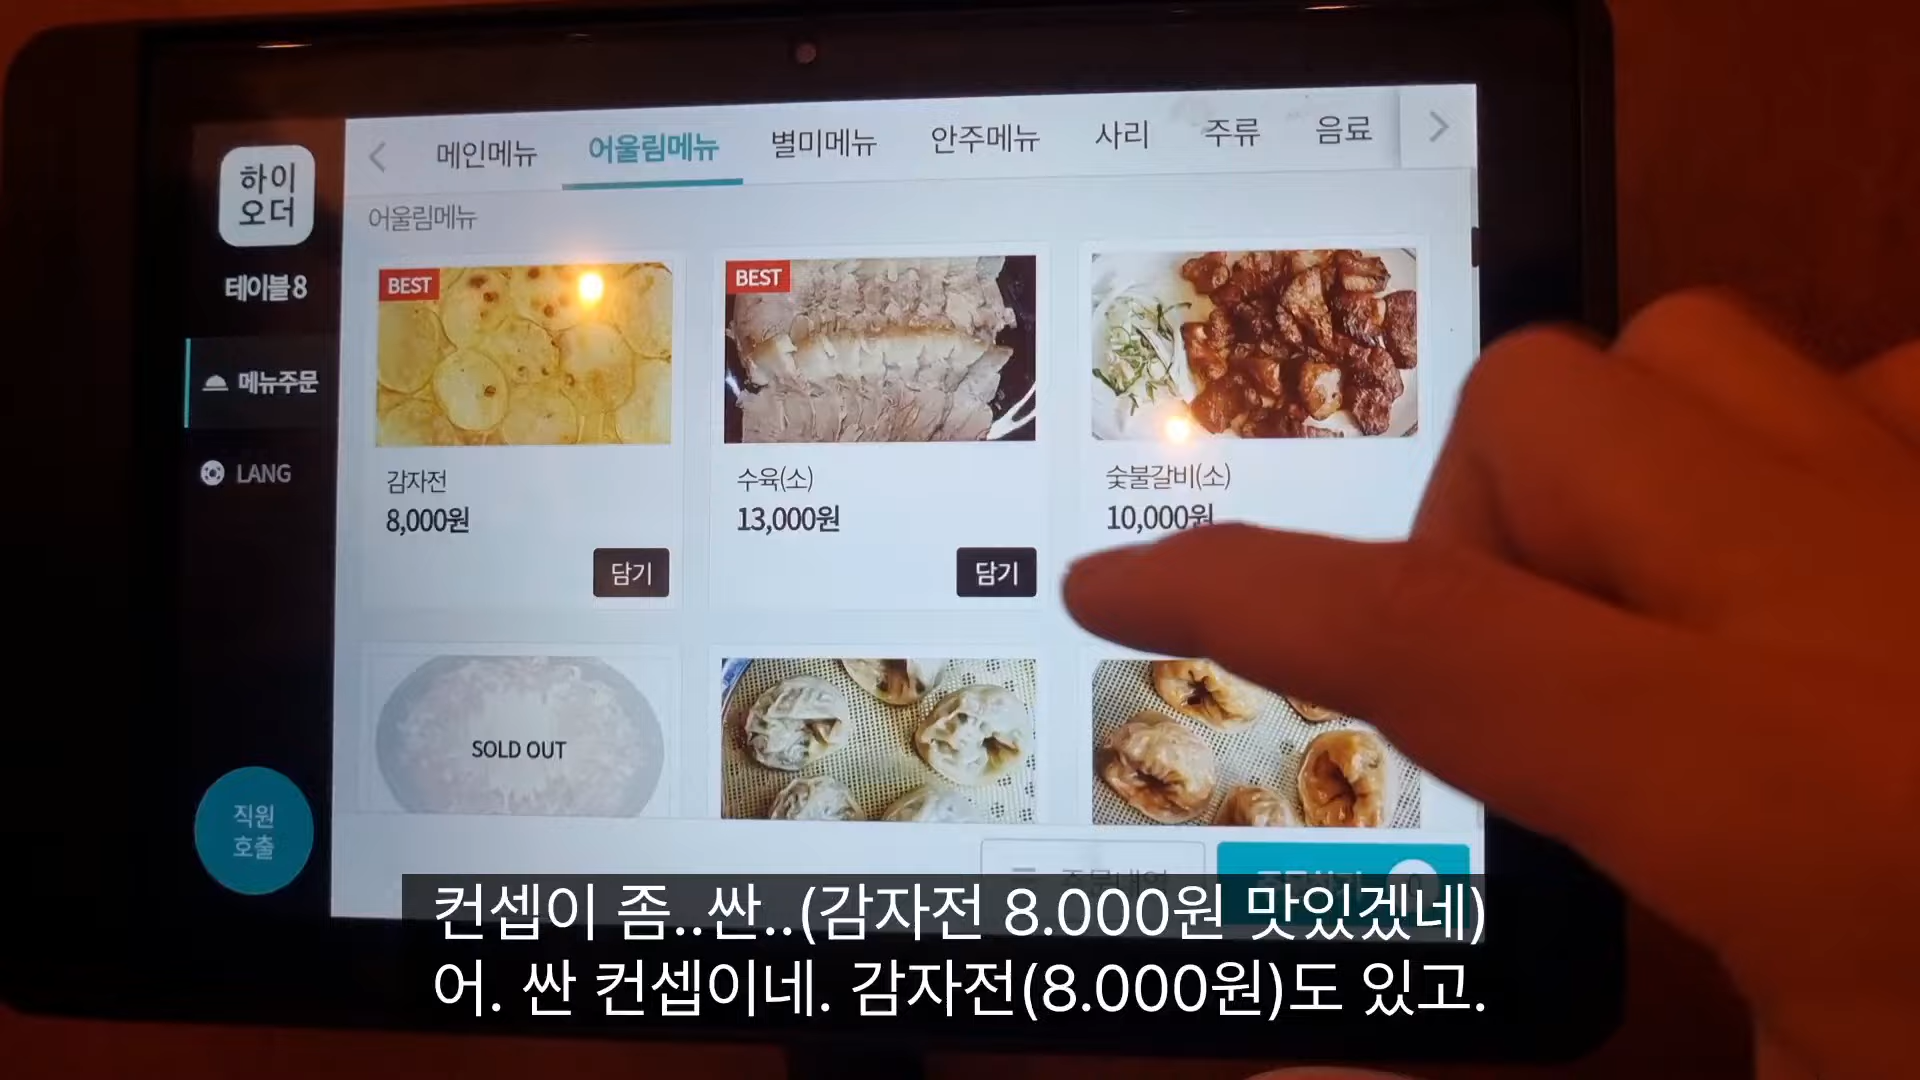 하이
오더
테이블 8
메뉴주문
LANG
직원
호출
메인메뉴
어울림메뉴
별미메뉴
안주메뉴
사리
주류
음료
어울림메뉴
BEST
감자전
8,000원
담기
BEST
수육(소)
13,000원
담기
숯불갈비(소)
10,000원
SOLD OUT
주문내역
컨셉이 좀..싼..(감자전 8.000원 맛있겠네)
어. 싼 컨셉이네. 감자전(8.000원)도 있고.